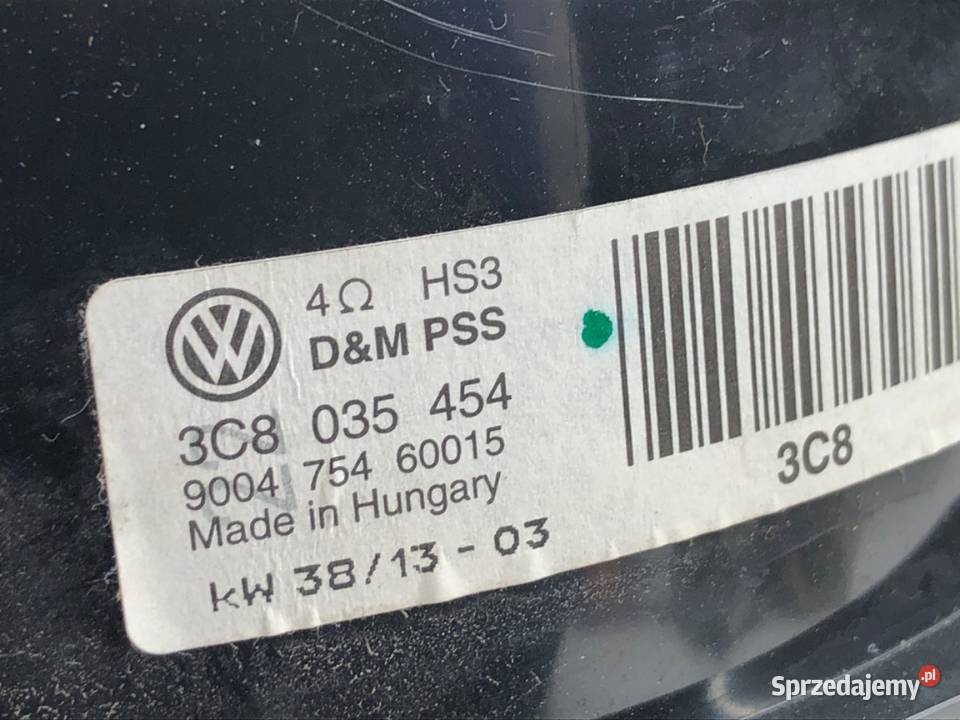 4Ω HS3
D&M PSS
3C8 035 454
9004 754 60015
Made in Hungary
kW 38/13 - 03
3C8
Sprzedajemy.pl